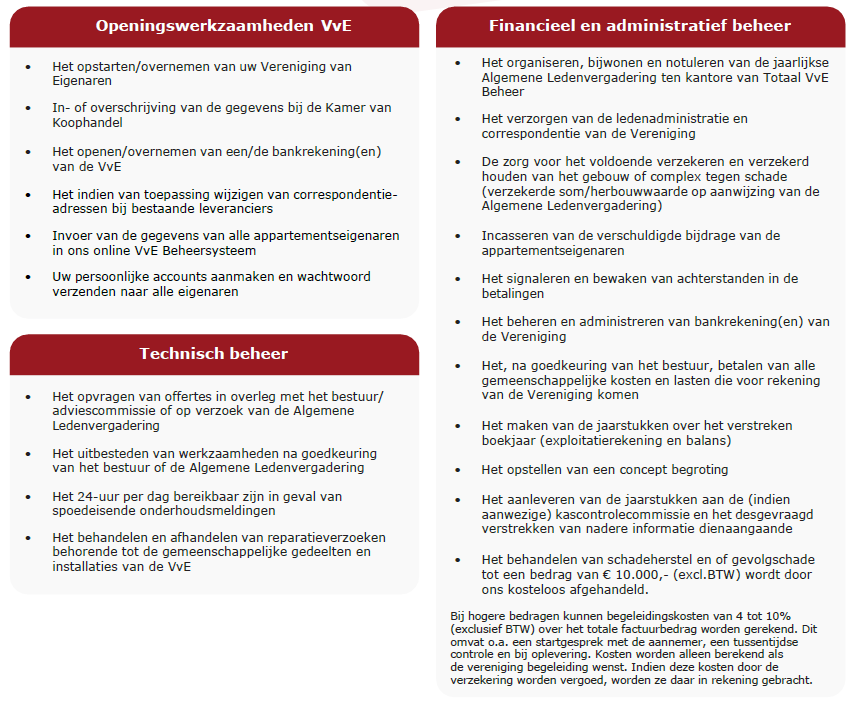 Openingswerkzaamheden VvE
• Het opstarten/overnemen van uw Vereniging van
Eigenaren
• In- of overschrijving van de gegevens bij de Kamer van
Koophandel
• Het openen/overnemen van een/de bankrekening(en)
van de VvE
• Het indien van toepassing wijzigen van correspondentie-
adressen bij bestaande leveranciers
• Invoer van de gegevens van alle appartementseigenaren
in ons online VvE Beheersysteem
• Uw persoonlijke accounts aanmaken en wachtwoord
verzenden naar alle eigenaren
Technisch beheer
• Het opvragen van offertes in overleg met het bestuur/
adviescommissie of op verzoek van de Algemene
Ledenvergadering
• Het uitbesteden van werkzaamheden na goedkeuring
van het bestuur of de Algemene Ledenvergadering
• Het 24-uur per dag bereikbaar zijn in geval van
spoedeisende onderhoudsmeldingen
• Het behandelen en afhandelen van reparatieverzoeken
behorende tot de gemeenschappelijke gedeelten en
installaties van de VvE
Financieel en administratief beheer
• Het organiseren, bijwonen en notuleren van de jaarlijkse
Algemene Ledenvergadering ten kantore van Totaal VvE
Beheer
• Het verzorgen van de ledenadministratie en
correspondentie van de Vereniging
• De zorg voor het voldoende verzekeren en verzekerd
houden van het gebouw of complex tegen schade
(verzekerde som/herbouwwaarde op aanwijzing van de
Algemene Ledenvergadering)
• Incasseren van de verschuldigde bijdrage van de
appartementseigenaren
• Het signaleren en bewaken van achterstanden in de
betalingen
• Het beheren en administreren van bankrekening(en) van
de Vereniging
• Het, na goedkeuring van het bestuur, betalen van alle
gemeenschappelijke kosten en lasten die voor rekening
van de Vereniging komen
• Het maken van de jaarstukken over het verstreken
boekjaar (exploitatierekening en balans)
• Het opstellen van een concept begroting
• Het aanleveren van de jaarstukken aan de (indien
aanwezige) kascontrolecommissie en het desgevraagd
verstrekken van nadere informatie dienaangaande
• Het behandelen van schadeherstel en of gevolgschade
tot een bedrag van € 10.000,- (excl.BTW) wordt door
ons kosteloos afgehandeld.
Bij hogere bedragen kunnen begeleidingskosten van 4 tot 10%
(exclusief BTW) over het totale factuurbedrag worden gerekend. Dit
omvat o.a. een startgesprek met de aannemer, een tussentijdse
controle en bij oplevering. Kosten worden alleen berekend als
de vereniging begeleiding wenst. Indien deze kosten door de
verzekering worden vergoed, worden ze daar in rekening gebracht.